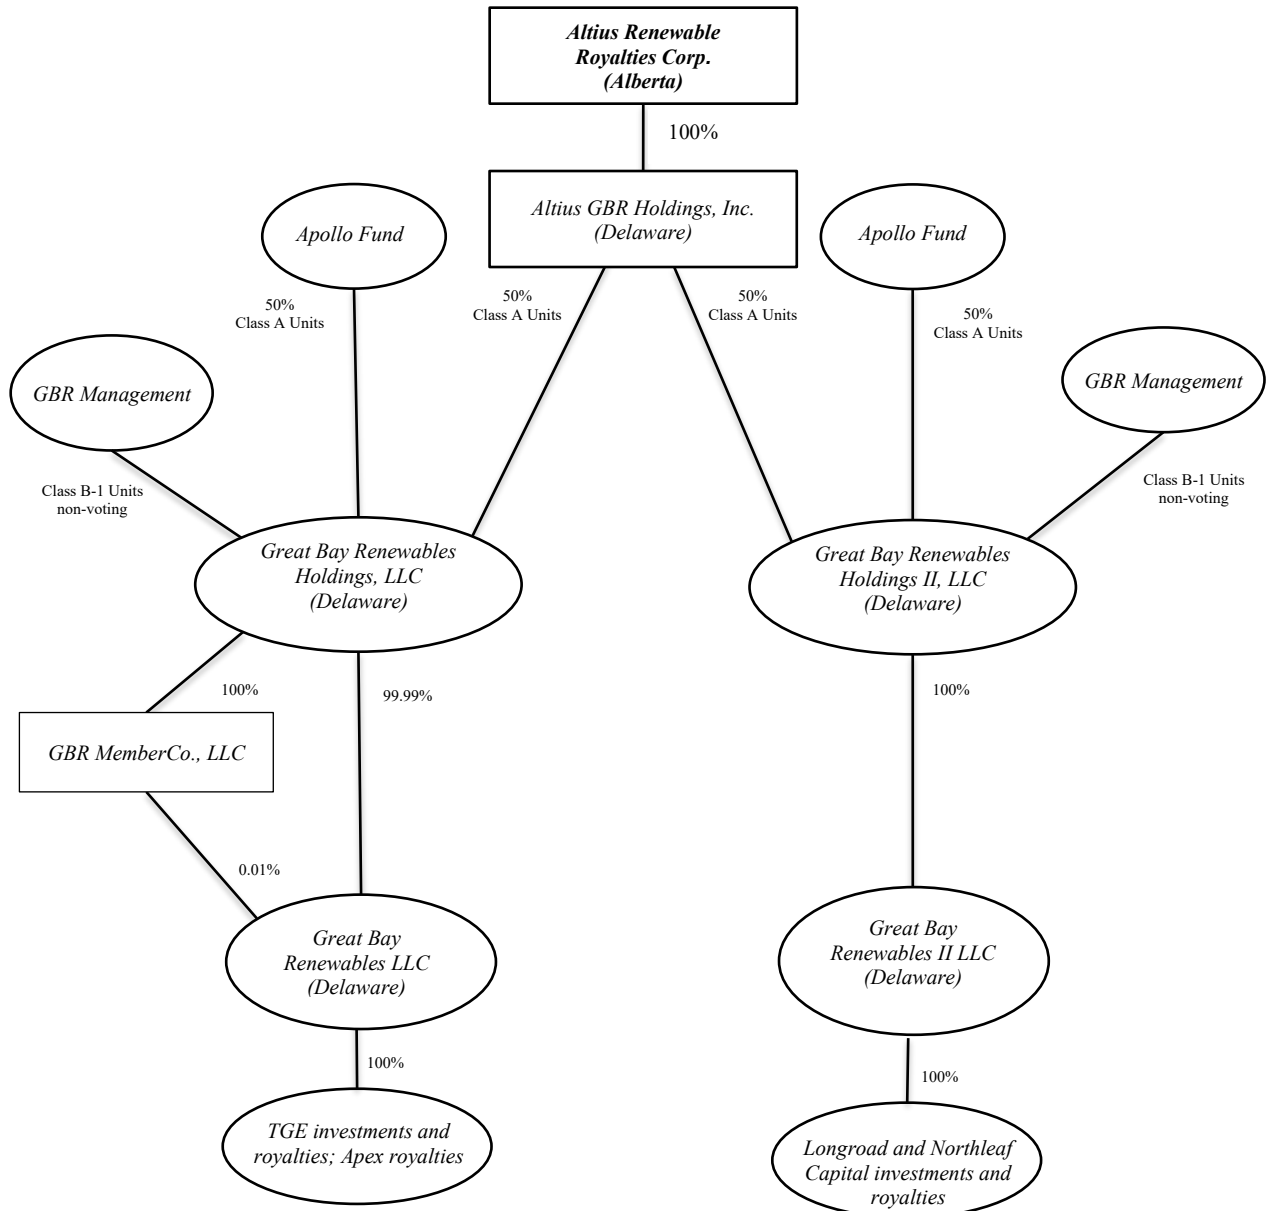 Altius Renewable
Royalties Corp.
(Alberta)
100%
Altius GBR Holdings, Inc.
(Delaware)
Apollo Fund
Apollo Fund
50%
Class A Units
50%
Class A Units
50%
Class A Units
50%
Class A Units
GBR Management
GBR Management
Class B-1 Units
non-voting
Class B-1 Units
non-voting
Great Bay Renewables
Holdings, LLC
(Delaware)
Great Bay Renewables
Holdings II, LLC
(Delaware)
100%
99.99%
100%
GBR MemberCo., LLC
0.01%
Great Bay
Renewables LLC
(Delaware)
Great Bay
Renewables II LLC
(Delaware)
100%
100%
TGE investments and
royalties; Apex royalties
Longroad and Northleaf
Capital investments and
royalties